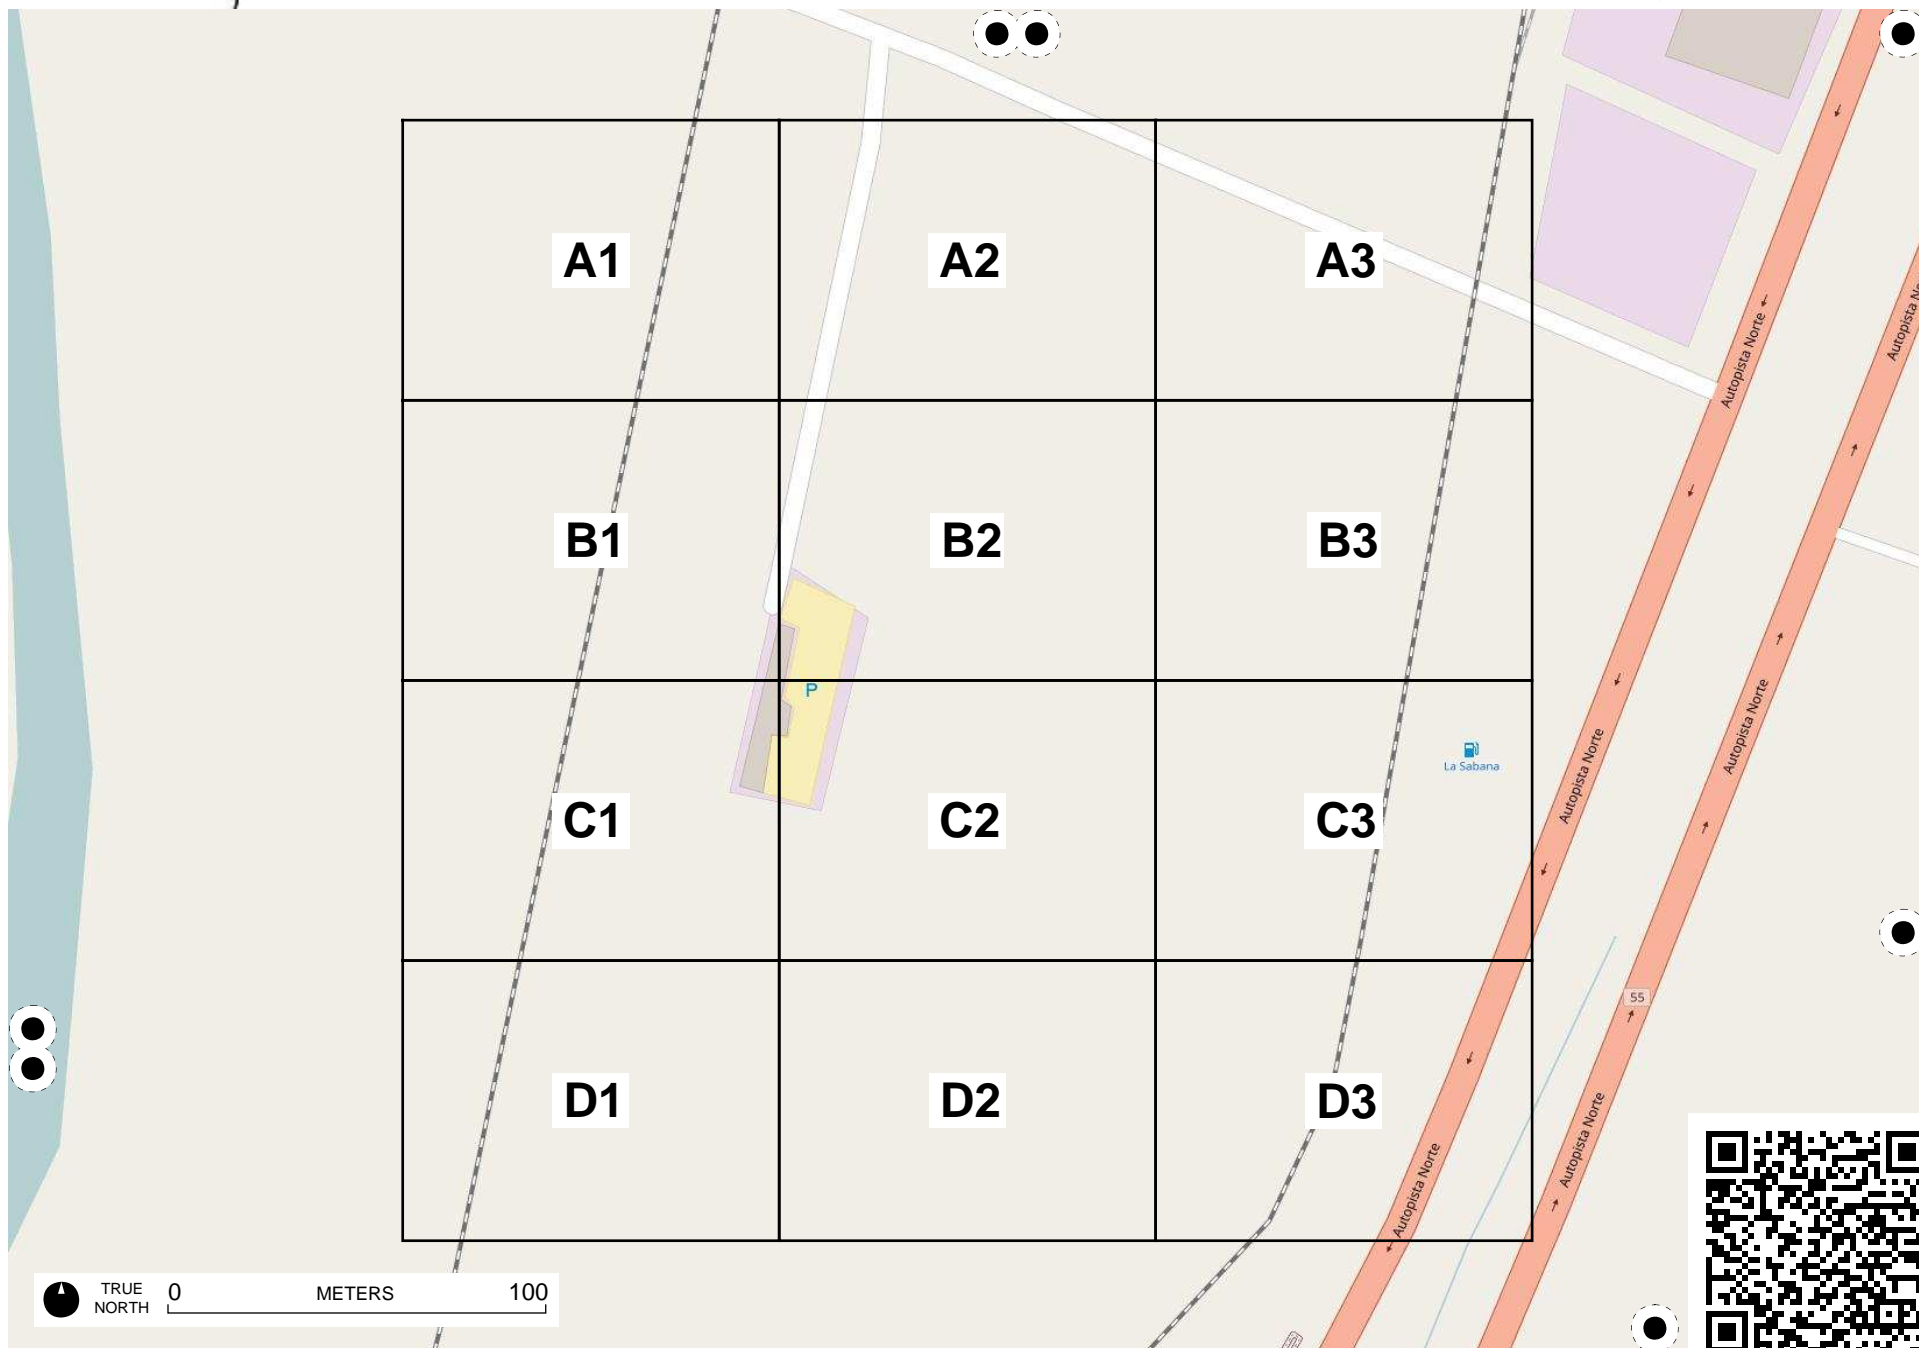 A1 A2 A3
Autopista Norte
Autopista
B1 B2 B3
P
La Sabana
Autopista Norte
Autopista Norte
C1 C2 C3
55
D1 D2 D3
Autopista Norte
Autopista Norte
TRUE NORTH
0 METERS 100